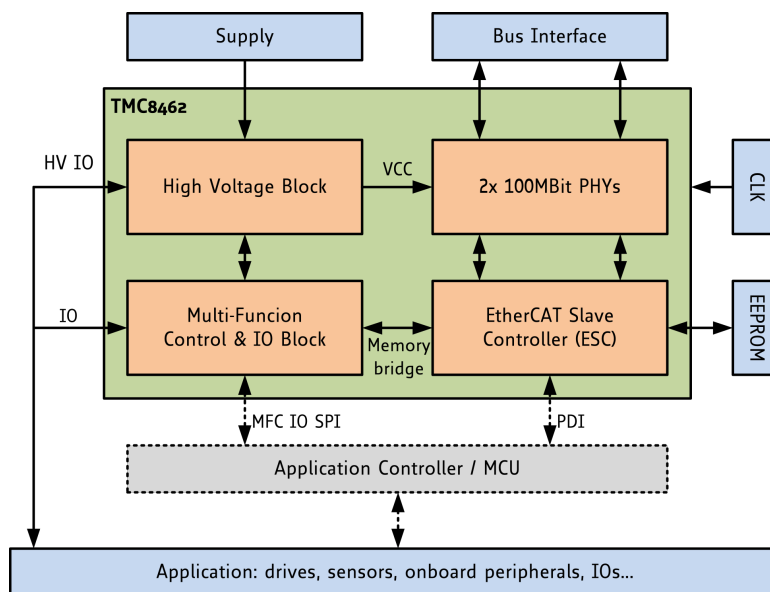 Supply
Bus Interface
TMC8462
HV IO
High Voltage Block
VCC
2x 100MBit PHYs
CLK
IO
Multi-Funcion
Control & IO Block
Memory
bridge
EtherCAT Slave
Controller (ESC)
EEPROM
MFC IO SPI
PDI
Application Controller / MCU
Application: drives, sensors, onboard peripherals, IOs...